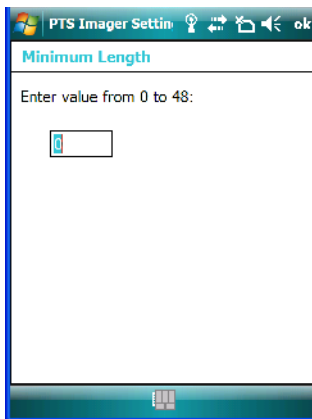 PTS Imager Settin ok
Minimum Length
Enter value from 0 to 48:
0